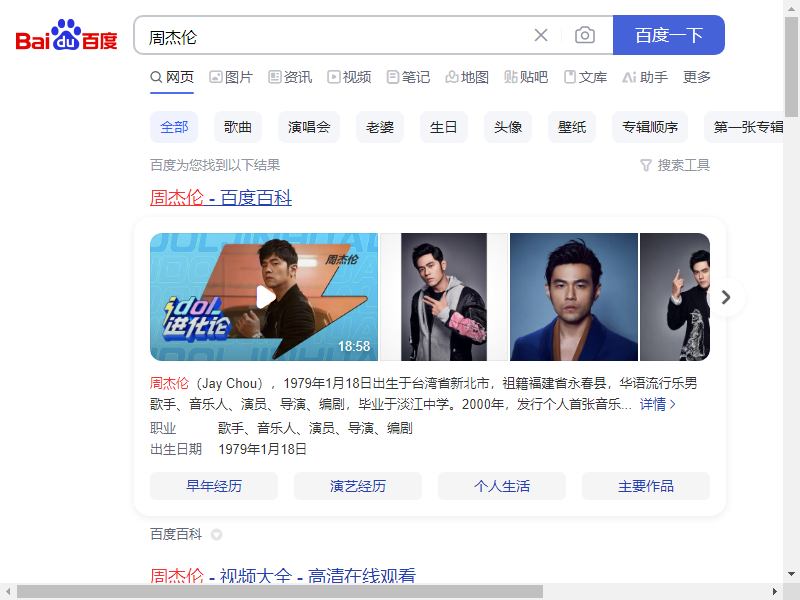 Bai du 百度
周杰伦
百度一下
网页 图片 资讯 视频 笔记 地图 贴吧 文库 助手 更多
全部 歌曲 演唱会 老婆 生日 头像 壁纸 专辑顺序 第一张专辑
百度为您找到以下结果
搜索工具
周杰伦 - 百度百科
周杰伦
idol
进化论
18:58
周杰伦（Jay Chou），1979年1月18日出生于台湾省新北市，祖籍福建省永春县，华语流行乐男
歌手、音乐人、演员、导演、编剧，毕业于淡江中学。2000年，发行个人首张音乐... 详情
职业 歌手、音乐人、演员、导演、编剧
出生日期 1979年1月18日
早年经历 演艺经历 个人生活 主要作品
百度百科
周杰伦 - 视频大全 - 高清在线观看